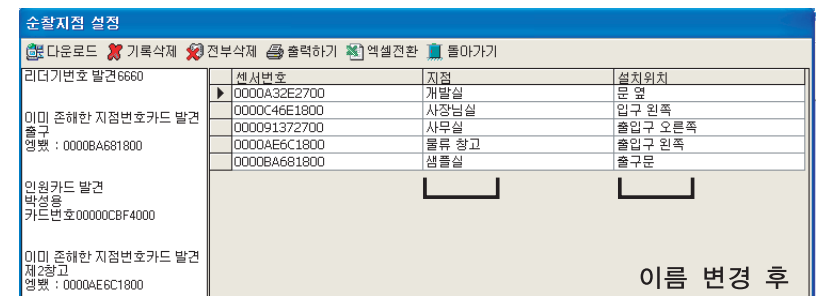 순찰지점 설정
다운로드 기록삭제 전부삭제 출력하기 엑셀전환 돌아가기
리더기번호 발견6660
이미 존해한 지점번호카드 발견
출구
엥뾌 : 0000BA681800
인원카드 발견
박성용
카드번호00000CBF4000
이미 존해한 지점번호카드 발견
제2창고
엥뾌 : 0000AE6C1800
센서번호 지점 설치위치
0000A32E2700 개발실 문 옆
0000C46E1800 사장님실 입구 왼쪽
000091372700 사무실 출입구 오른쪽
0000AE6C1800 물류 창고 출입구 왼쪽
0000BA681800 샘플실 출구문
이름 변경 후